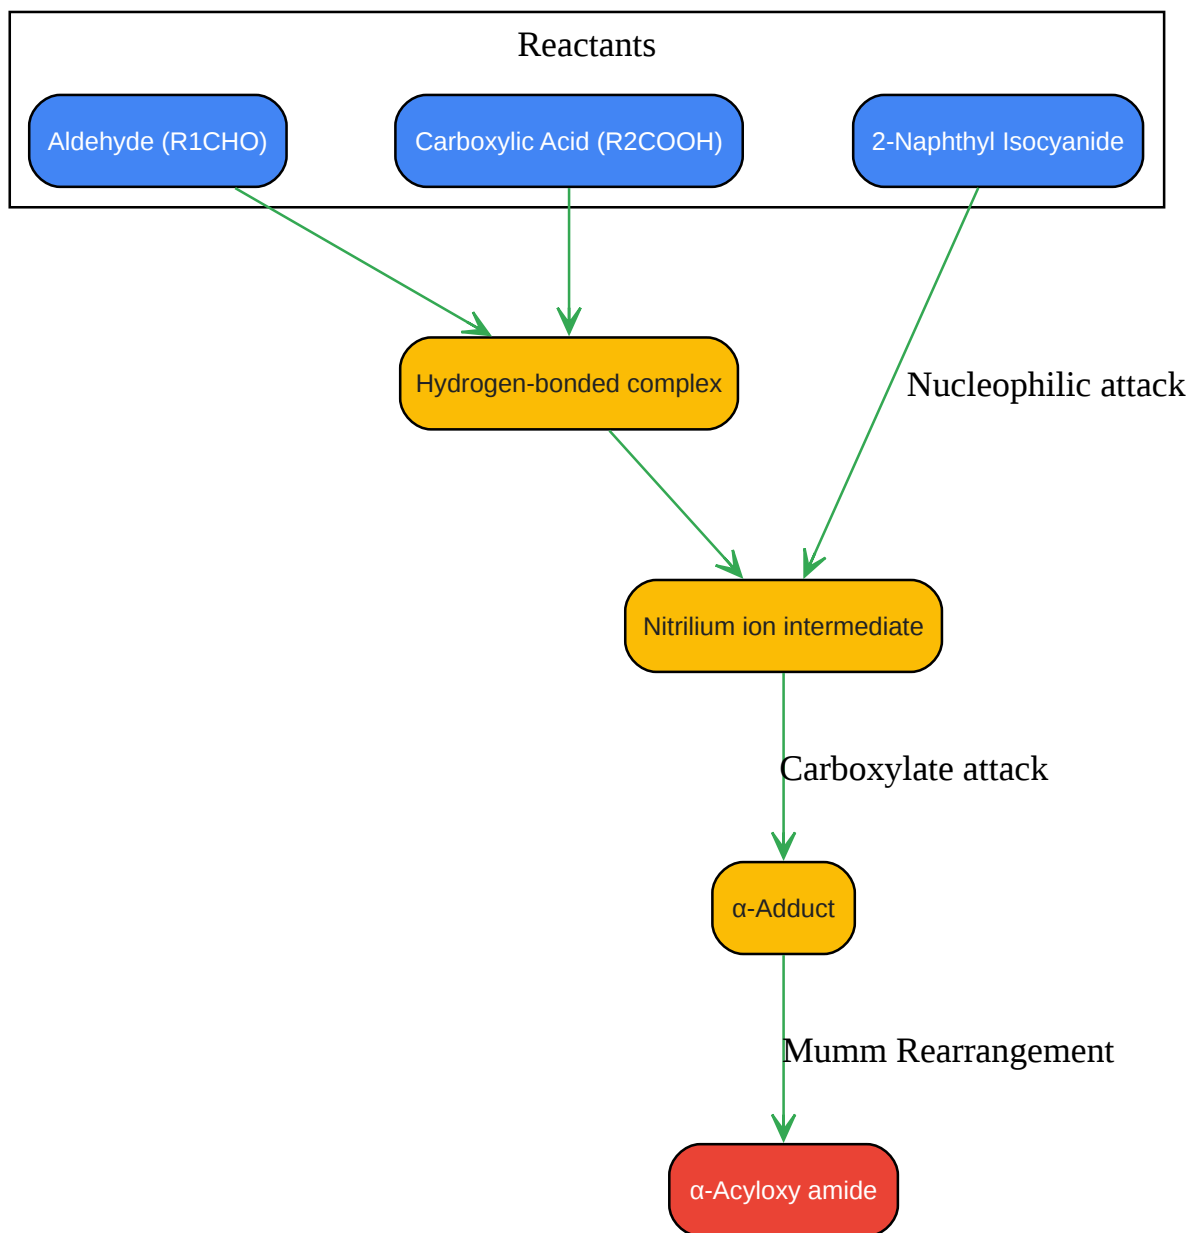 Reactants
Aldehyde (R1CHO)
Carboxylic Acid (R2COOH)
2-Naphthyl Isocyanide
Hydrogen-bonded complex
Nucleophilic attack
Nitrilium ion intermediate
Carboxylate attack
α-Adduct
Mumm Rearrangement
α-Acyloxy amide